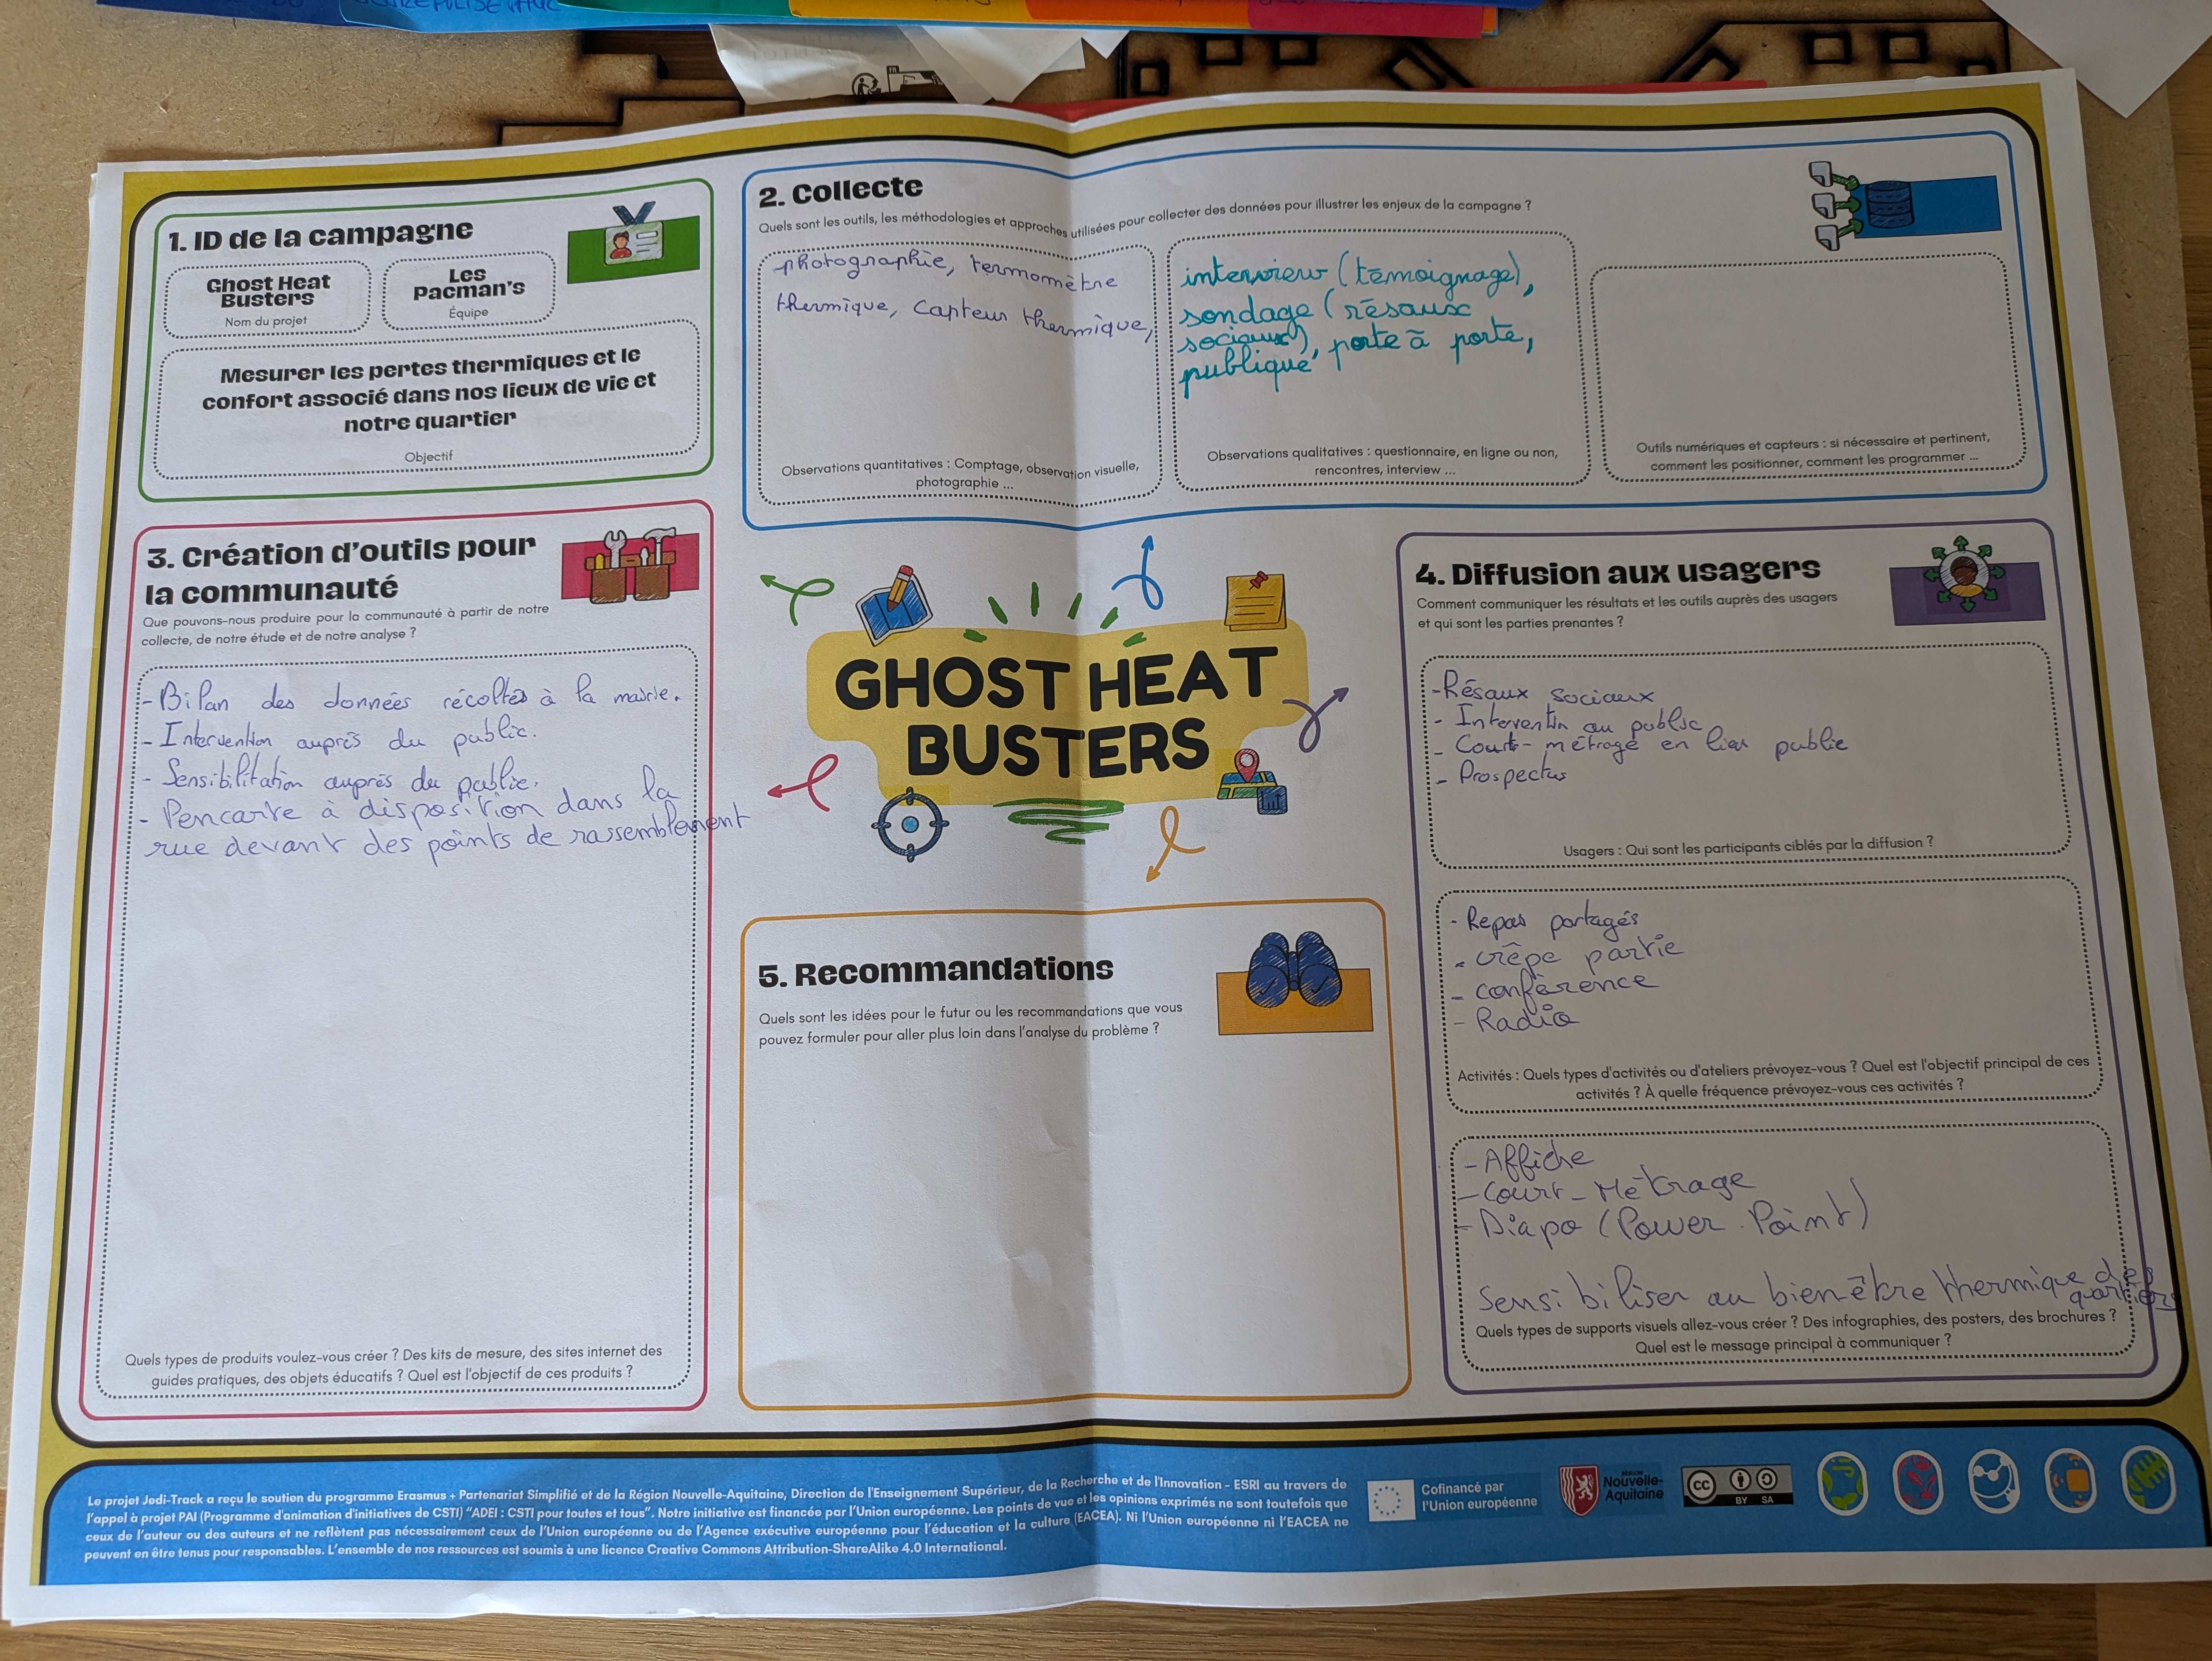 1. ID de la campagne
Ghost Heat
Busters
Nom du projet
Les
Pacman's
Équipe
Mesurer les pertes thermiques et le
confort associé dans nos lieux de vie et
notre quartier
Objectif
2. Collecte
Quels sont les outils, les méthodologies et approches utilisées pour collecter des données pour illustrer les enjeux de la campagne ?
photographie, termomètre
thermique, capteur thermique,
Observations quantitatives : Comptage, observation visuelle,
photographie ...
interview (témoignage),
sondage (résaux
sociaux), porte à porte,
publique
Observations qualitatives : questionnaire, en ligne ou non,
rencontres, interview ...
Outils numériques et capteurs : si nécessaire et pertinent,
comment les positionner, comment les programmer ...
3. Création d'outils pour
la communauté
Que pouvons-nous produire pour la communauté à partir de notre
collecte, de notre étude et de notre analyse ?
- Bilan des données récoltés à la mairie.
- Intervention auprès du public.
- Sensibilitation auprès du public.
- Pencarte à disposition dans la
rue devant des points de rassemblement
Quels types de produits voulez-vous créer ? Des kits de mesure, des sites internet des
guides pratiques, des objets éducatifs ? Quel est l'objectif de ces produits ?
GHOST HEAT
BUSTERS
4. Diffusion aux usagers
Comment communiquer les résultats et les outils auprès des usagers
et qui sont les parties prenantes ?
- Résaux sociaux
- Interventin au public
- Court-métrage en lieu public
- Prospectus
Usagers : Qui sont les participants ciblés par la diffusion ?
- Repas partagés
- crêpe partie
- conférence
- Radio
Activités : Quels types d'activités ou d'ateliers prévoyez-vous ? Quel est l'objectif principal de ces
activités ? À quelle fréquence prévoyez-vous ces activités ?
- Affiche
- Court-Métrage
- Diapo (Power Point)
Sensibiliser au bien-être thermique des
quartiers
Quels types de supports visuels allez-vous créer ? Des infographies, des posters, des brochures ?
Quel est le message principal à communiquer ?
5. Recommandations
Quels sont les idées pour le futur ou les recommandations que vous
pouvez formuler pour aller plus loin dans l'analyse du problème ?
Le projet Jedi-Track a reçu le soutien du programme Erasmus + Partenariat Simplifié et de la Région Nouvelle-Aquitaine, Direction de l'Enseignement Supérieur, de la Recherche et de l'Innovation - ESRI au travers de
l'appel à projet PAI (Programme d'animation d'initiatives de CSTI) "ADEI : CSTI pour toutes et tous". Notre initiative est financée par l'Union européenne. Les points de vue et les opinions exprimés ne sont toutefois que
ceux de l'auteur ou des auteurs et ne reflètent pas nécessairement ceux de l'Union européenne ou de l'Agence exécutive européenne pour l'éducation et la culture (EACEA). Ni l'Union européenne ni l'EACEA ne
peuvent en être tenus pour responsables. L'ensemble de nos ressources est soumis à une licence Creative Commons Attribution-ShareAlike 4.0 International.
Cofinancé par
l'Union européenne
RÉGION
Nouvelle-
Aquitaine
CC BY SA